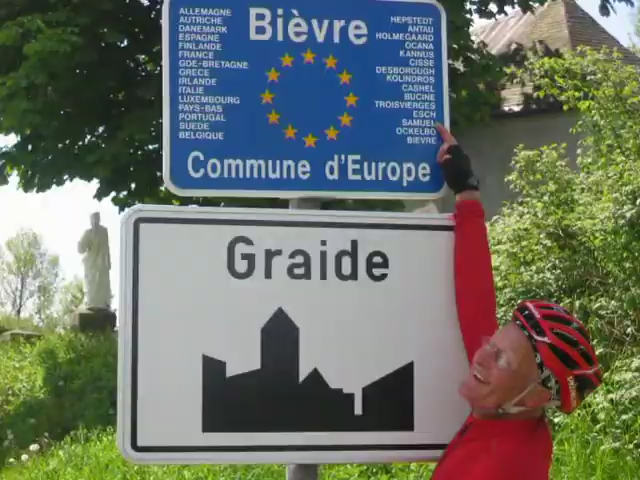 Bièvre
ALLEMAGNE HEPSTEDT
AUTRICHE ANTAU
DANEMARK HOLMEGAARD
ESPAGNE OCANA
FINLANDE KANNUS
FRANCE CISSE
GDE-BRETAGNE DESBOROUGH
GRECE KOLINDROS
IRLANDE CASHEL
ITALIE BUCINE
LUXEMBOURG TROISVIERGES
PAYS-BAS ESCH
PORTUGAL SAMUEL
SUEDE OCKELBO
BELGIQUE BIEVRE
Commune d'Europe
Graide